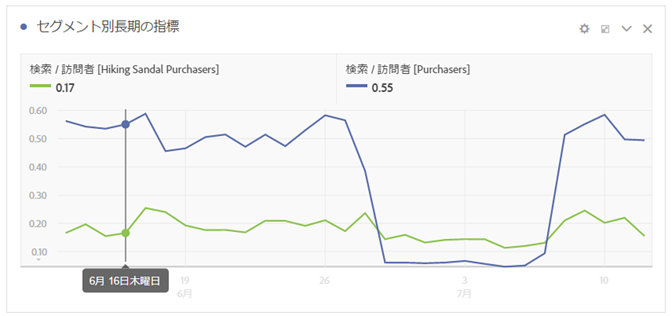 セグメント別長期の指標
検索 / 訪問者 [Hiking Sandal Purchasers]
0.17
検索 / 訪問者 [Purchasers]
0.55
0.60
0.50
0.40
0.30
0.20
0.10
6月 16日木曜日
19
6月
26
3
7月
10